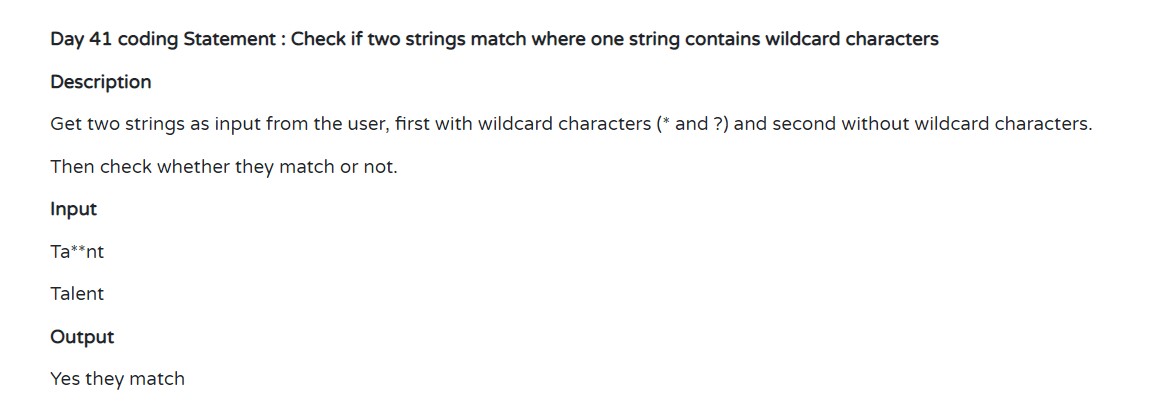 Day 41 coding Statement : Check if two strings match where one string contains wildcard characters
Description
Get two strings as input from the user, first with wildcard characters (* and ?) and second without wildcard characters.
Then check whether they match or not.
Input
Ta**nt
Talent
Output
Yes they match